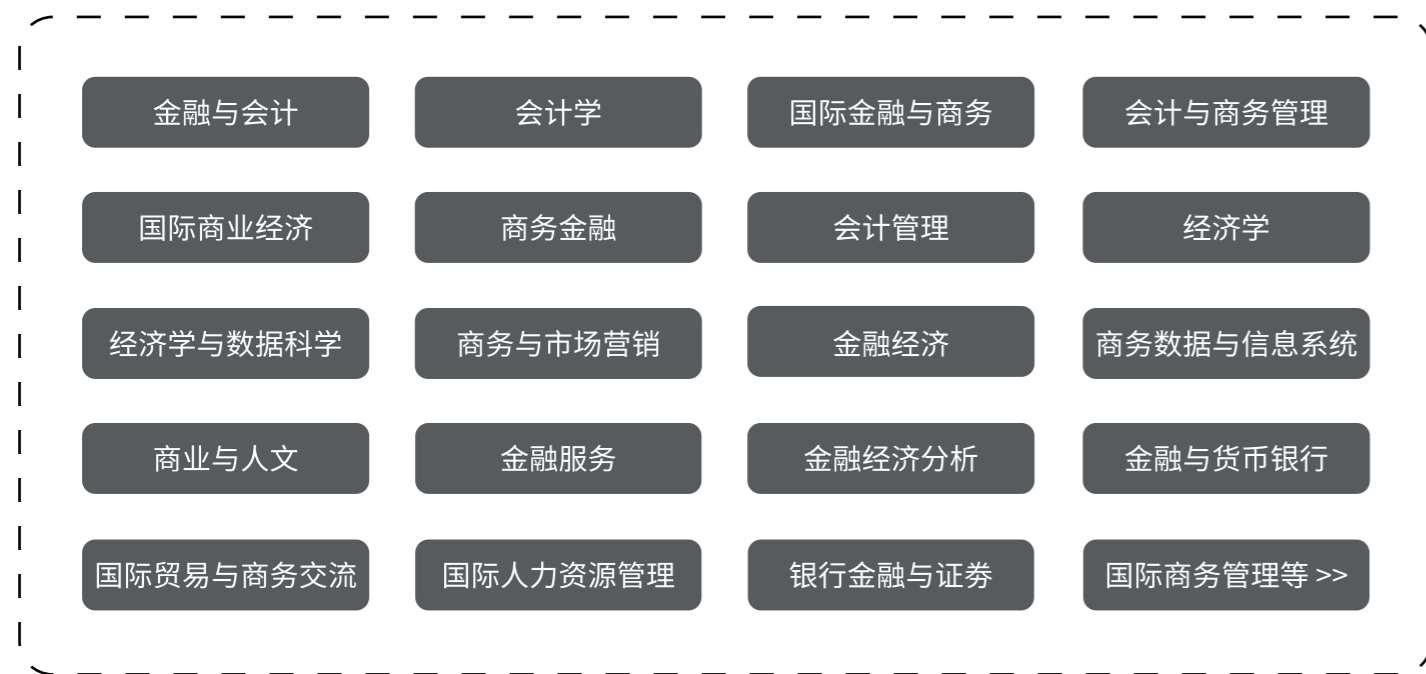 金融与会计
会计学
国际金融与商务
会计与商务管理
国际商业经济
商务金融
会计管理
经济学
经济学与数据科学
商务与市场营销
金融经济
商务数据与信息系统
商业与人文
金融服务
金融经济分析
金融与货币银行
国际贸易与商务交流
国际人力资源管理
银行金融与证券
国际商务管理等 >>